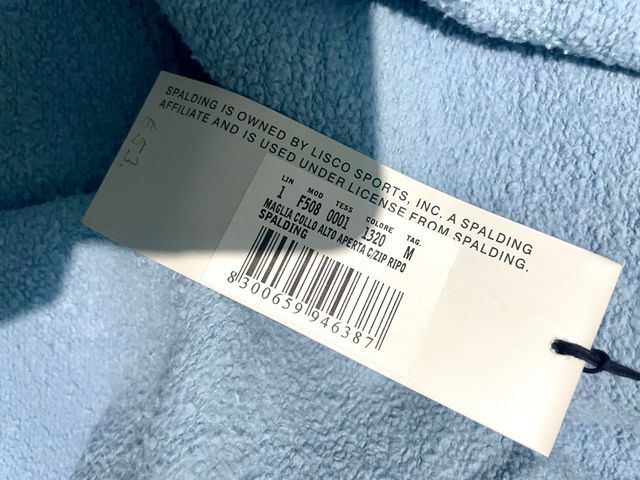 SPALDING IS OWNED BY LISCO SPORTS, INC. A SPALDING
AFFILIATE AND IS USED UNDER LICENSE FROM SPALDING.
£53.
LIN MOD TESS COLORE TAG.
1 F508 0001 1320 M
MAGLIA COLLO ALTO APERTA C/ZIP RIPO
SPALDING
8300659946387